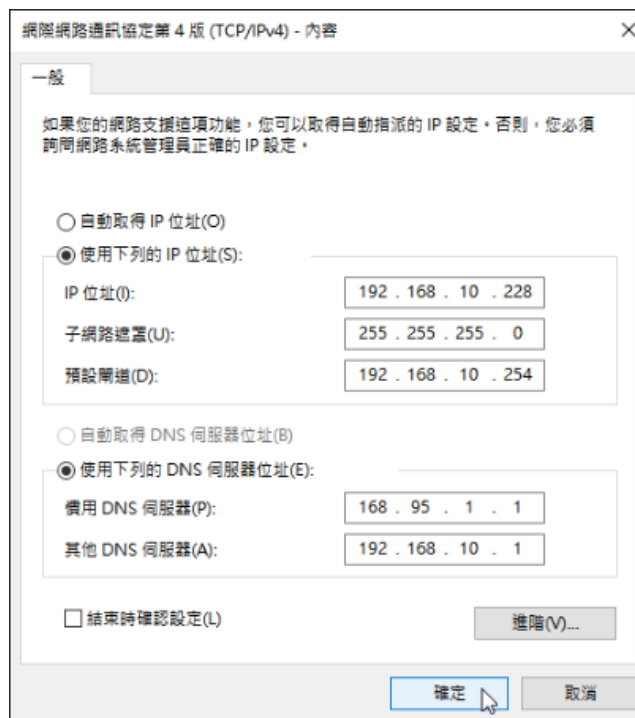 網際網路通訊協定第 4 版 (TCP/IPv4) - 內容
一般
如果您的網路支援這項功能，您可以取得自動指派的 IP 設定。否則，您必須
詢問網路系統管理員正確的 IP 設定。
自動取得 IP 位址(O)
使用下列的 IP 位址(S):
IP 位址(I): 192 . 168 . 10 . 228
子網路遮罩(U): 255 . 255 . 255 . 0
預設閘道(D): 192 . 168 . 10 . 254
自動取得 DNS 伺服器位址(B)
使用下列的 DNS 伺服器位址(E):
慣用 DNS 伺服器(P): 168 . 95 . 1 . 1
其他 DNS 伺服器(A): 192 . 168 . 10 . 1
結束時確認設定(L)
進階(V)...
確定 取消